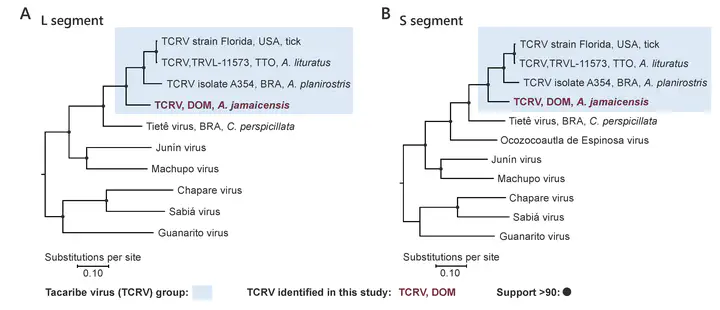 A L segment
TCRV strain Florida, USA, tick
TCRV,TRVL-11573, TTO, A. lituratus
TCRV isolate A354, BRA, A. planirostris
TCRV, DOM, A. jamaicensis
Tietê virus, BRA, C. perspicillata
Junín virus
Machupo virus
Chapare virus
Sabiá virus
Guanarito virus
Substitutions per site
0.10
B S segment
TCRV strain Florida, USA, tick
TCRV,TRVL-11573, TTO, A. lituratus
TCRV isolate A354, BRA, A. planirostris
TCRV, DOM, A. jamaicensis
Tietê virus, BRA, C. perspicillata
Ocozocoautla de Espinosa virus
Junín virus
Machupo virus
Chapare virus
Sabiá virus
Guanarito virus
Substitutions per site
0.10
Tacaribe virus (TCRV) group: TCRV identified in this study: TCRV, DOM Support >90: